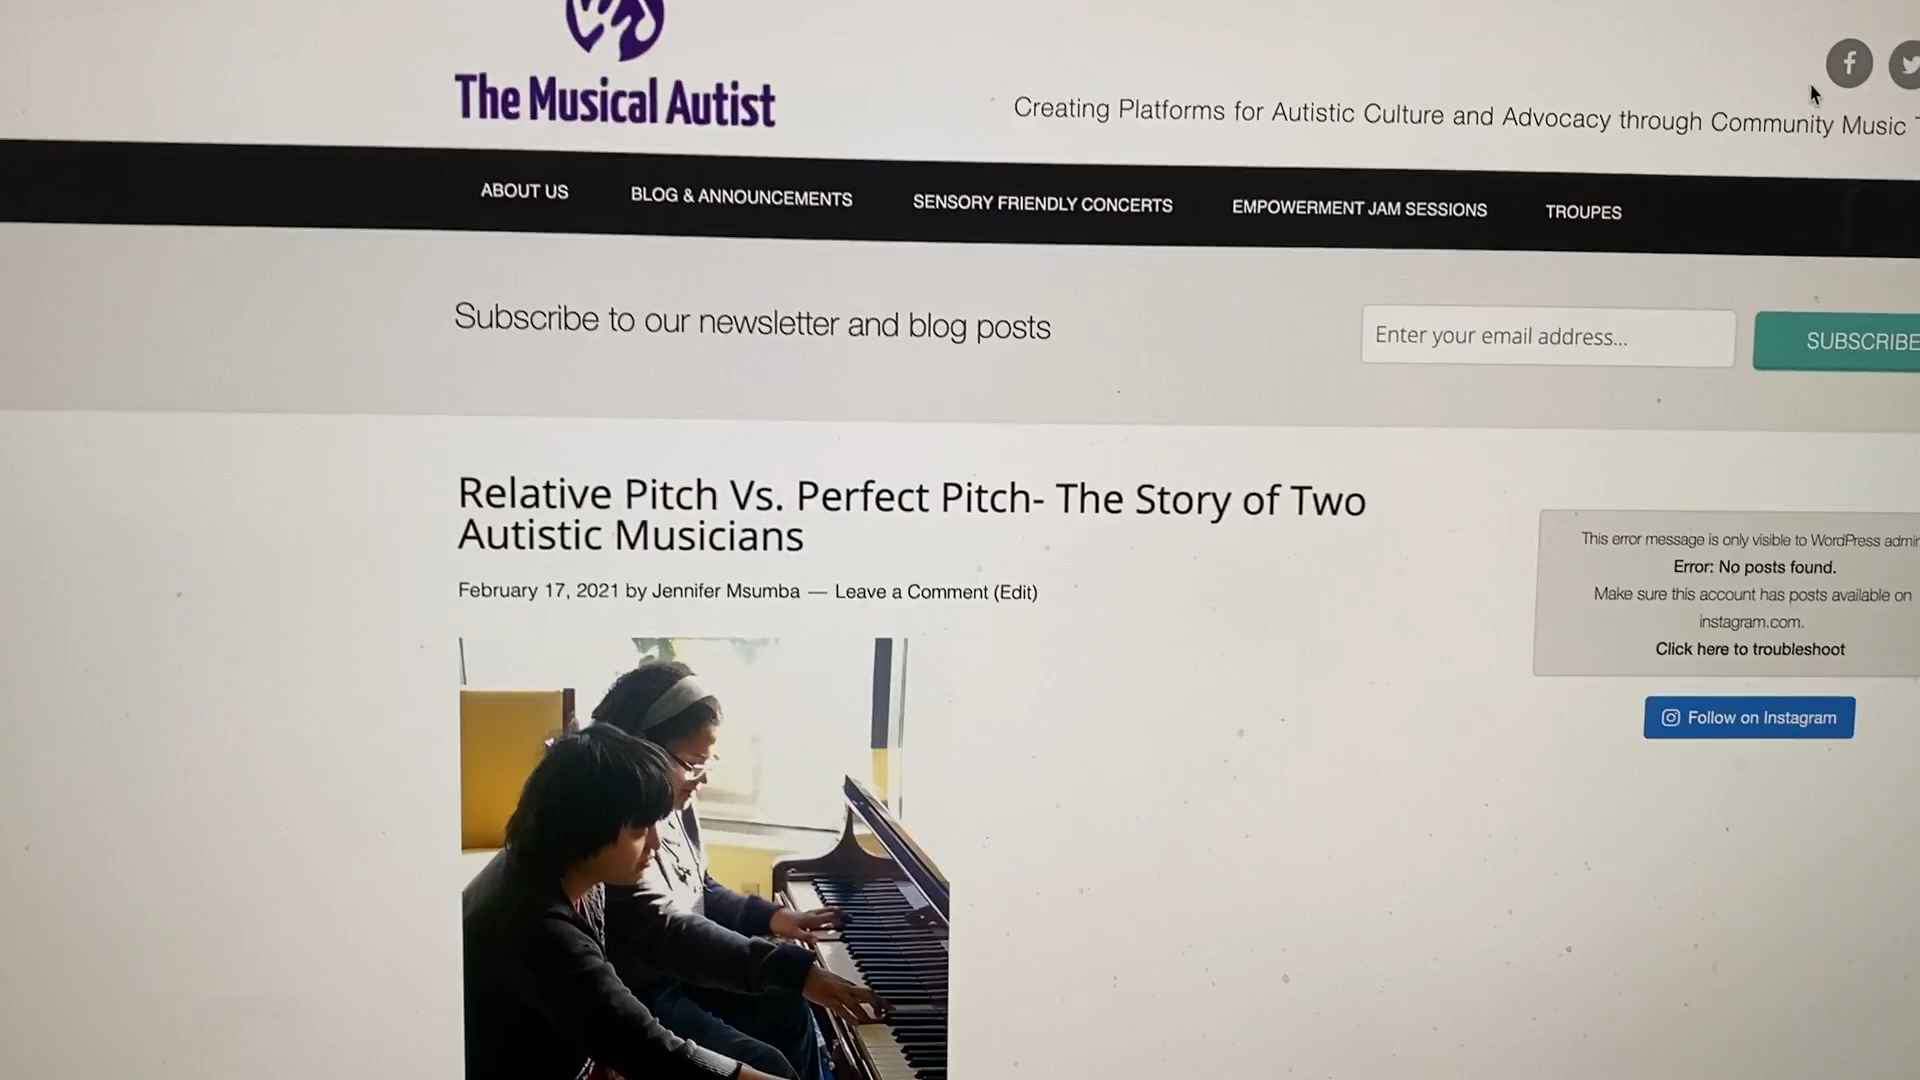 The Musical Autist
Creating Platforms for Autistic Culture and Advocacy through Community Music
ABOUT US
BLOG & ANNOUNCEMENTS
SENSORY FRIENDLY CONCERTS
EMPOWERMENT JAM SESSIONS
TROUPES
Subscribe to our newsletter and blog posts
Enter your email address...
SUBSCRIBE
Relative Pitch Vs. Perfect Pitch- The Story of Two
Autistic Musicians
February 17, 2021 by Jennifer Msumba — Leave a Comment (Edit)
This error message is only visible to WordPress
Error: No posts found.
Make sure this account has posts available on
instagram.com.
Click here to troubleshoot
Follow on Instagram